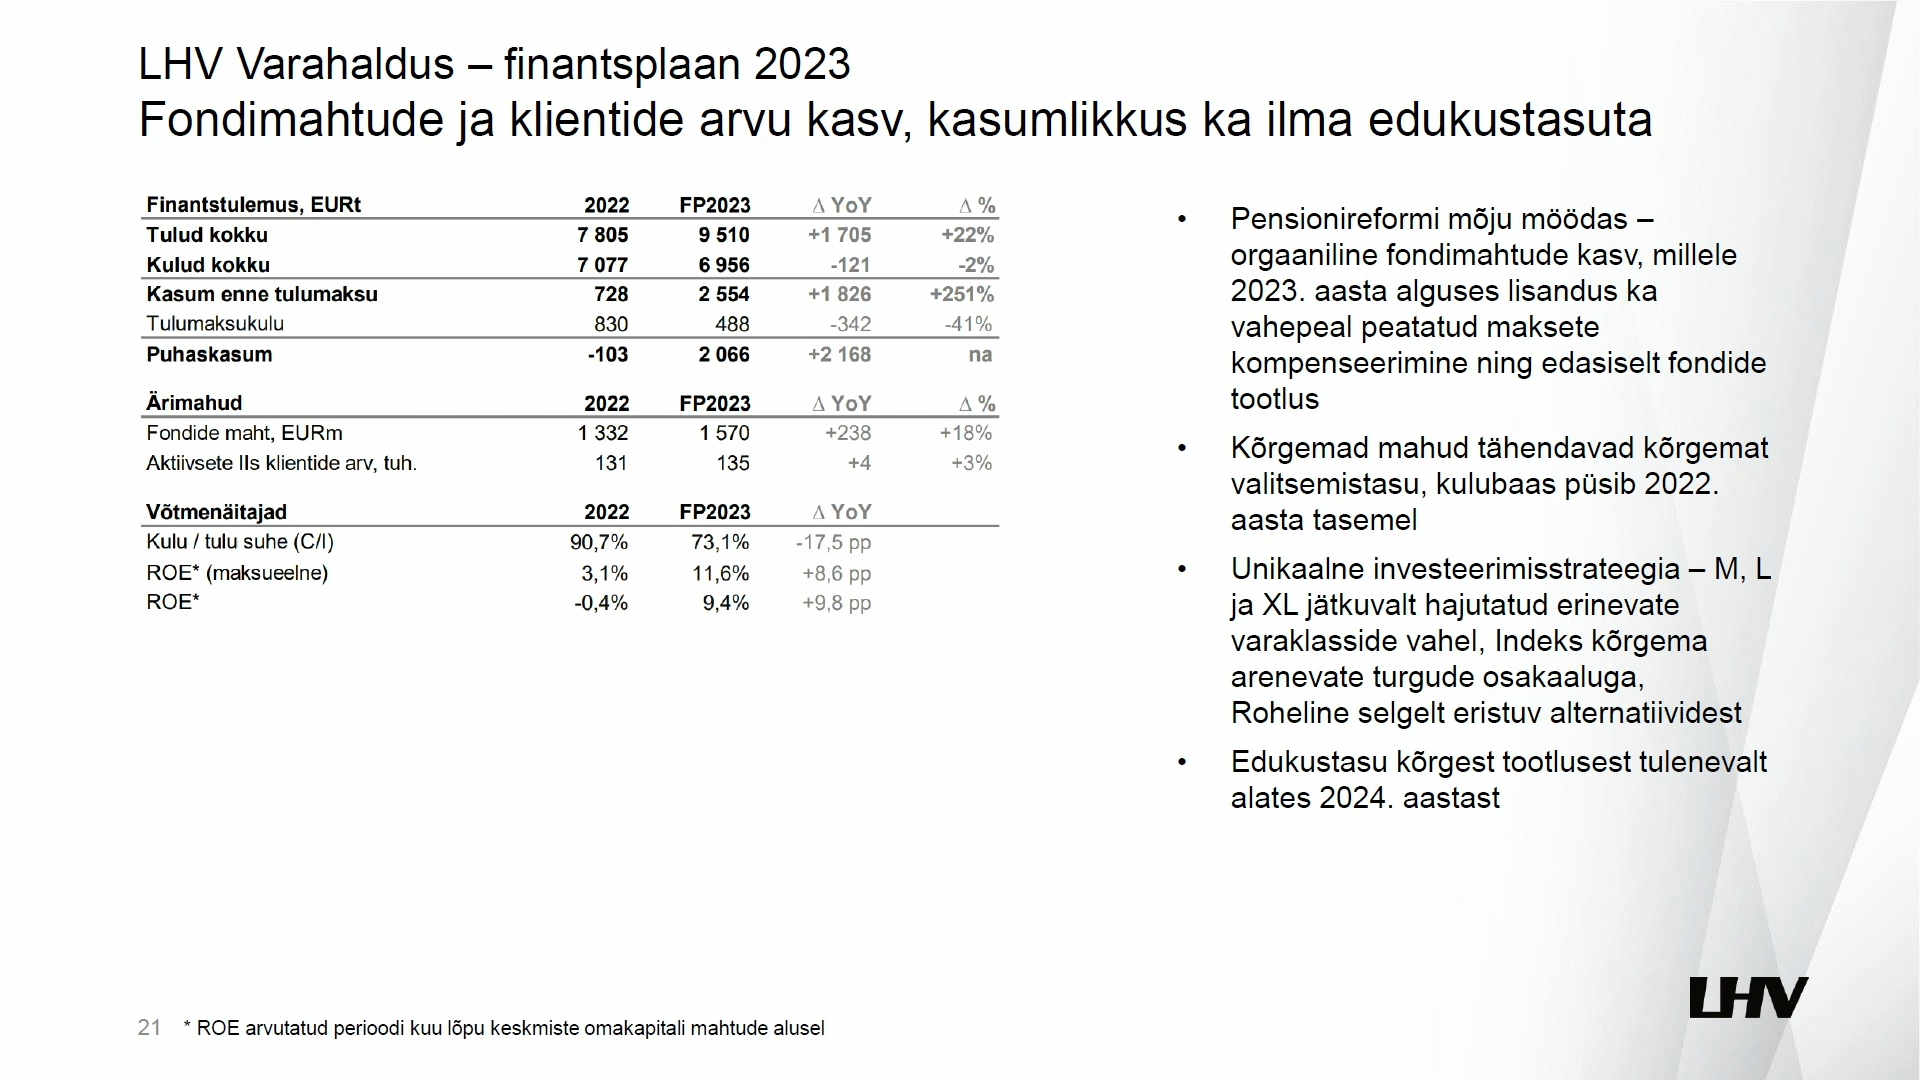 LHV Varahaldus – finantsplaan 2023
Fondimahtude ja klientide arvu kasv, kasumlikkus ka ilma edukustasuta
Finantstulemus, EURt 2022 FP2023 Δ YoY Δ %
Tulud kokku 7 805 9 510 +1 705 +22%
Kulud kokku 7 077 6 956 -121 -2%
Kasum enne tulumaksu 728 2 554 +1 826 +251%
Tulumaksukulu 830 488 -342 -41%
Puhaskasum -103 2 066 +2 168 na
Ärimahud 2022 FP2023 Δ YoY Δ %
Fondide maht, EURm 1 332 1 570 +238 +18%
Aktiivsete IIs klientide arv, tuh. 131 135 +4 +3%
Võtmenäitajad 2022 FP2023 Δ YoY
Kulu / tulu suhe (C/I) 90,7% 73,1% -17,5 pp
ROE* (maksueelne) 3,1% 11,6% +8,6 pp
ROE* -0,4% 9,4% +9,8 pp
• Pensionireformi mõju möödas –
orgaaniline fondimahtude kasv, millele
2023. aasta alguses lisandus ka
vahepeal peatatud maksete
kompenseerimine ning edasiselt fondide
tootlus
• Kõrgemad mahud tähendavad kõrgemat
valitsemistasu, kulubaas püsib 2022.
aasta tasemel
• Unikaalne investeerimisstrateegia – M, L
ja XL jätkuvalt hajutatud erinevate
varaklasside vahel, Indeks kõrgema
arenevate turgude osakaaluga,
Roheline selgelt eristuv alternatiividest
• Edukustasu kõrgest tootlusest tulenevalt
alates 2024. aastast
LHV
21 * ROE arvutatud perioodi kuu lõpu keskmiste omakapitali mahtude alusel